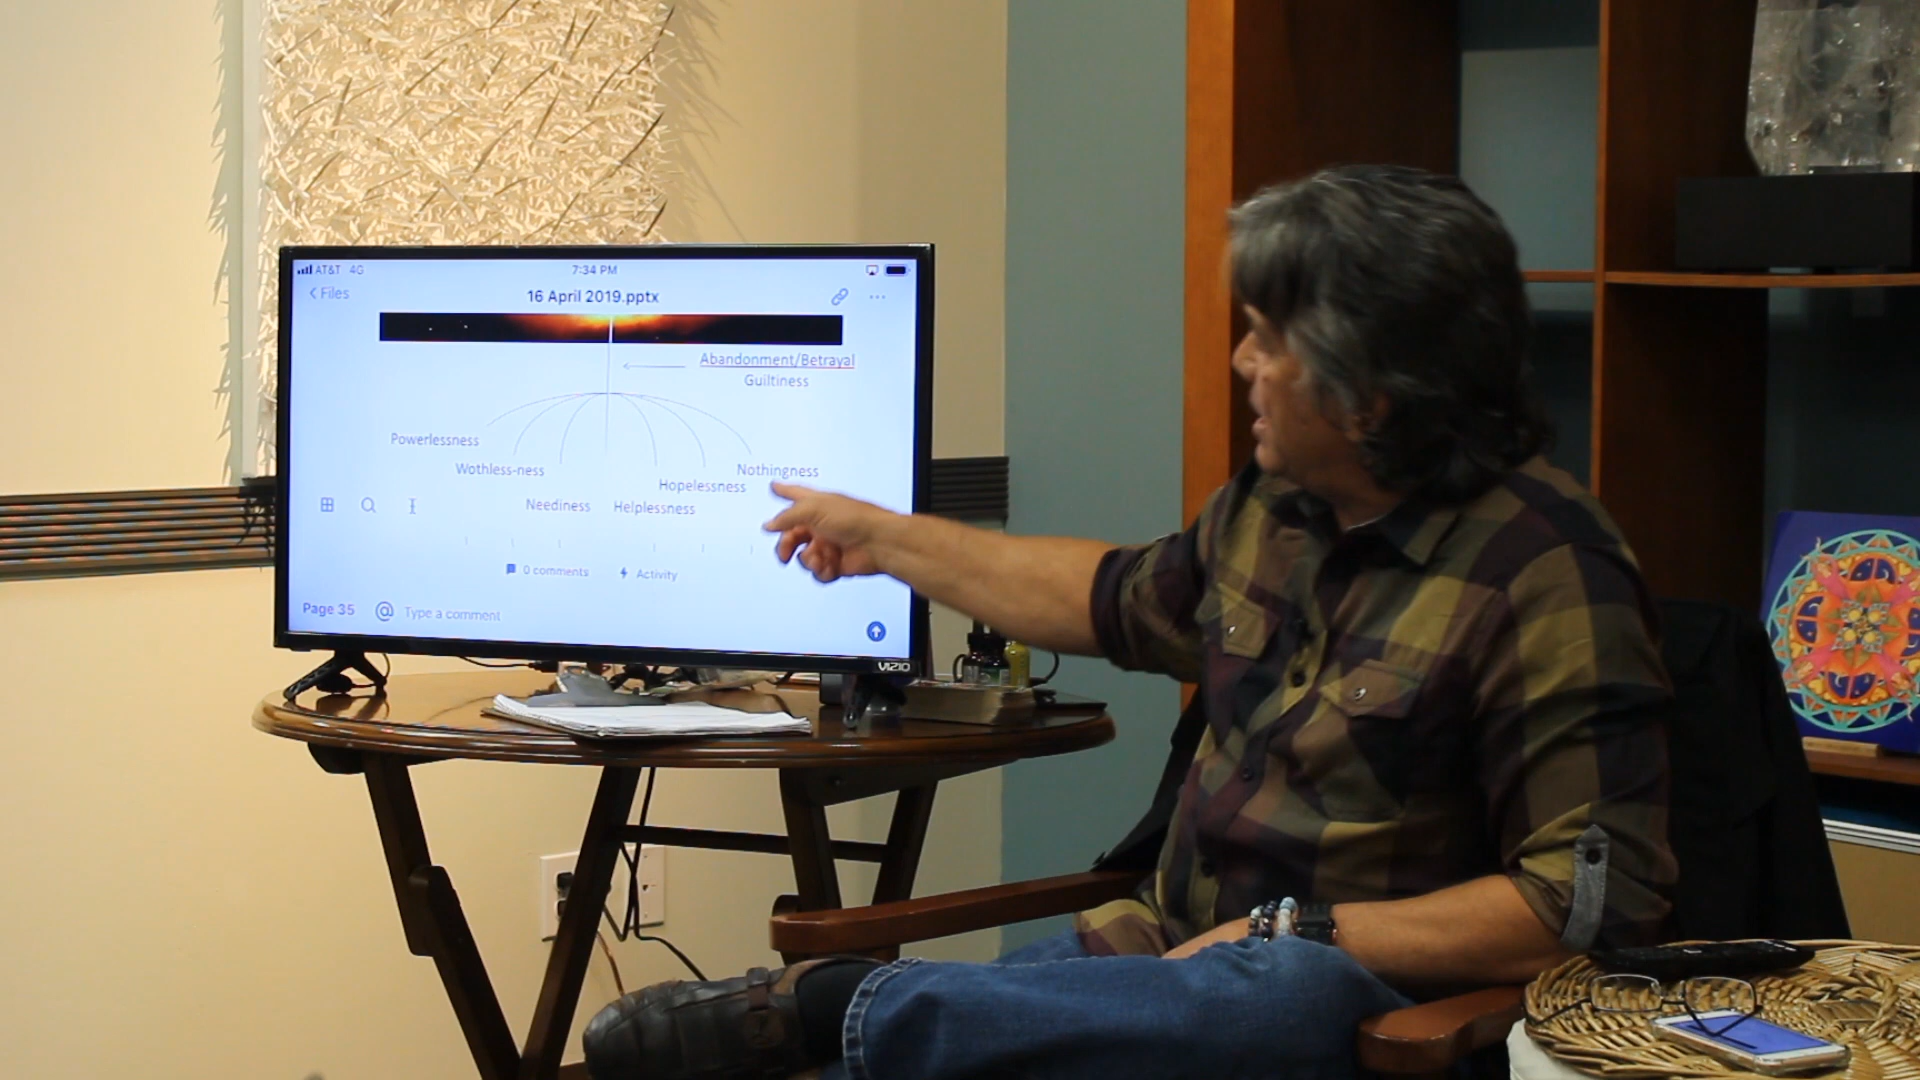 AT&T 4G 7:34 PM
Files
16 April 2019.pptx
Abandonment/Betrayal
Guiltiness
Powerlessness
Wothless-ness
Nothingness
Hopelessness
Neediness
Helplessness
0 comments
Activity
Page 35
@ Type a comment
VIZIO